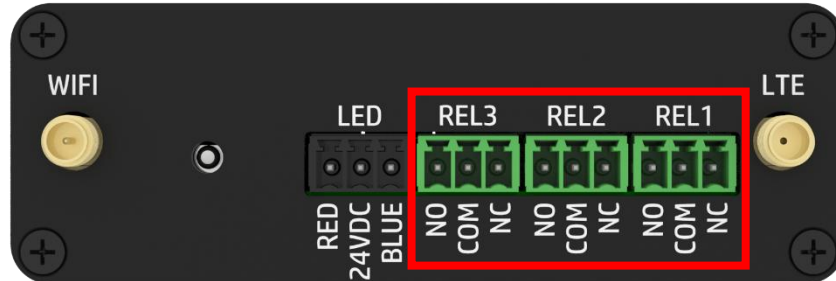 WIFI
LTE
LED REL3 REL2 REL1
RED 24VDC BLUE NO COM NC NO COM NC NO COM NC